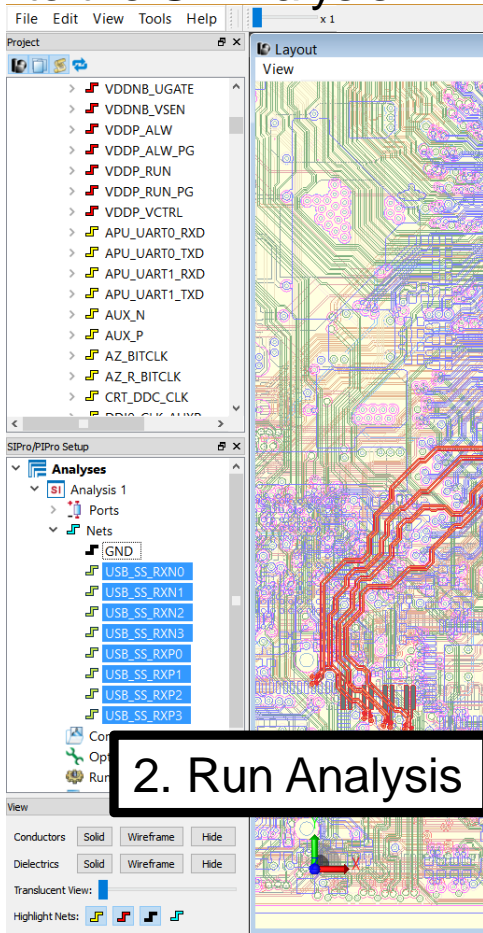 File Edit View Tools Help
x 1
Project
Layout
View
VDDNB_UGATE
VDDNB_VSEN
VDDP_ALW
VDDP_ALW_PG
VDDP_RUN
VDDP_RUN_PG
VDDP_VCTRL
APU_UART0_RXD
APU_UART0_TXD
APU_UART1_RXD
APU_UART1_TXD
AUX_N
AUX_P
AZ_BITCLK
AZ_R_BITCLK
CRT_DDC_CLK
SIPro/PIPro Setup
Analyses
SI Analysis 1
Ports
Nets
GND
USB_SS_RXN0
USB_SS_RXN1
USB_SS_RXN2
USB_SS_RXN3
USB_SS_RXP0
USB_SS_RXP1
USB_SS_RXP2
USB_SS_RXP3
2. Run Analysis
View
Conductors Solid Wireframe Hide
Dielectrics Solid Wireframe Hide
Translucent View:
Highlight Nets:
X